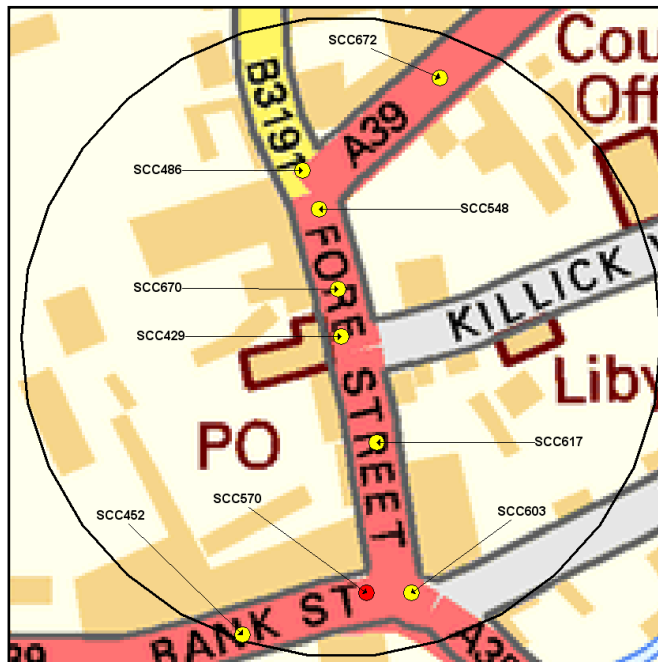 SCC672
Cou
Off
B3191
A39
SCC486
SCC548
FORE STREET
SCC670
KILLICK
SCC429
Liby
PO
SCC617
SCC570
SCC603
SCC452
BANK ST
A39
39